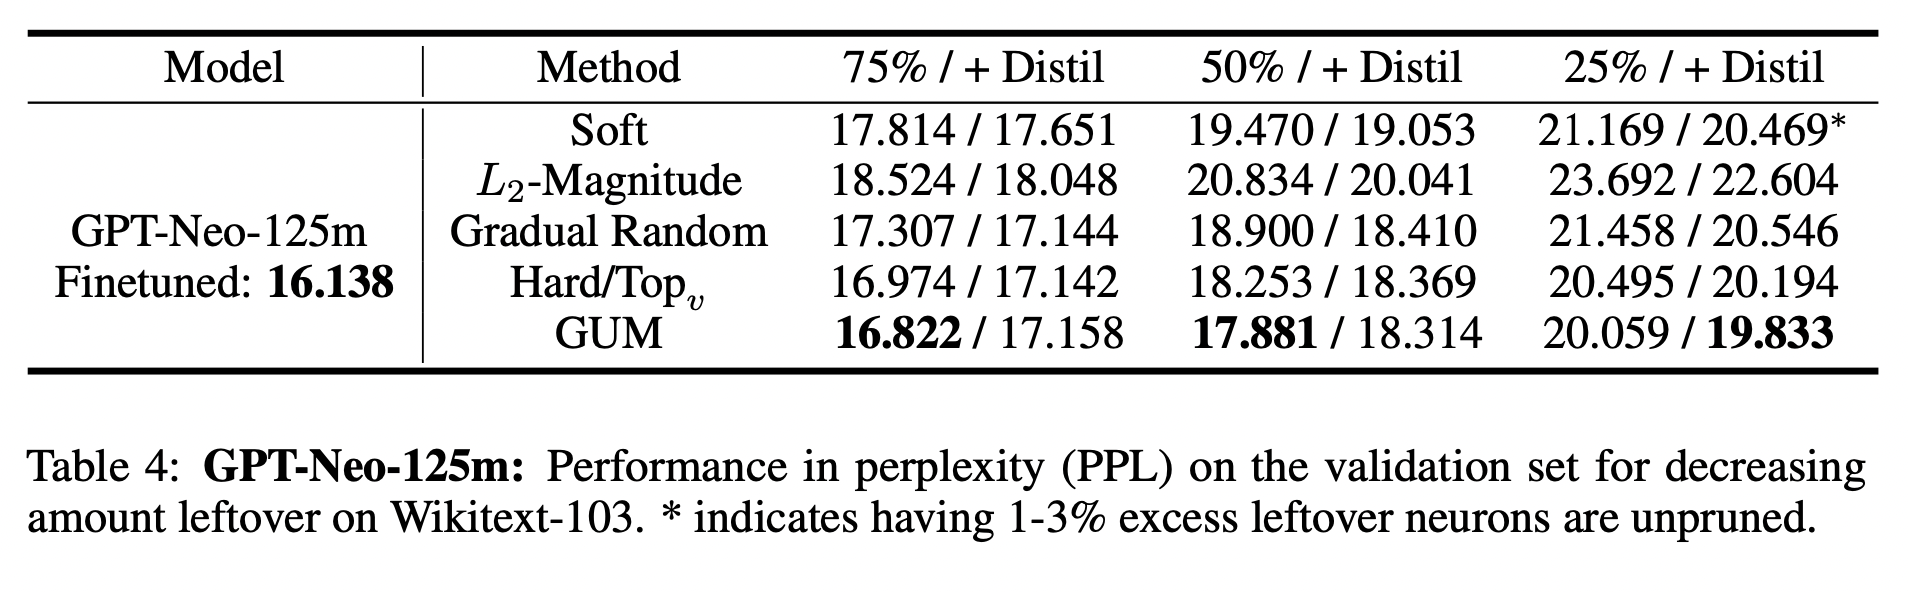 Model Method 75% / + Distil 50% / + Distil 25% / + Distil
Soft 17.814 / 17.651 19.470 / 19.053 21.169 / 20.469*
L₂-Magnitude 18.524 / 18.048 20.834 / 20.041 23.692 / 22.604
GPT-Neo-125m Gradual Random 17.307 / 17.144 18.900 / 18.410 21.458 / 20.546
Finetuned: 16.138 Hard/Topᵥ 16.974 / 17.142 18.253 / 18.369 20.495 / 20.194
GUM 16.822 / 17.158 17.881 / 18.314 20.059 / 19.833
Table 4: GPT-Neo-125m: Performance in perplexity (PPL) on the validation set for decreasing
amount leftover on Wikitext-103. * indicates having 1-3% excess leftover neurons are unpruned.